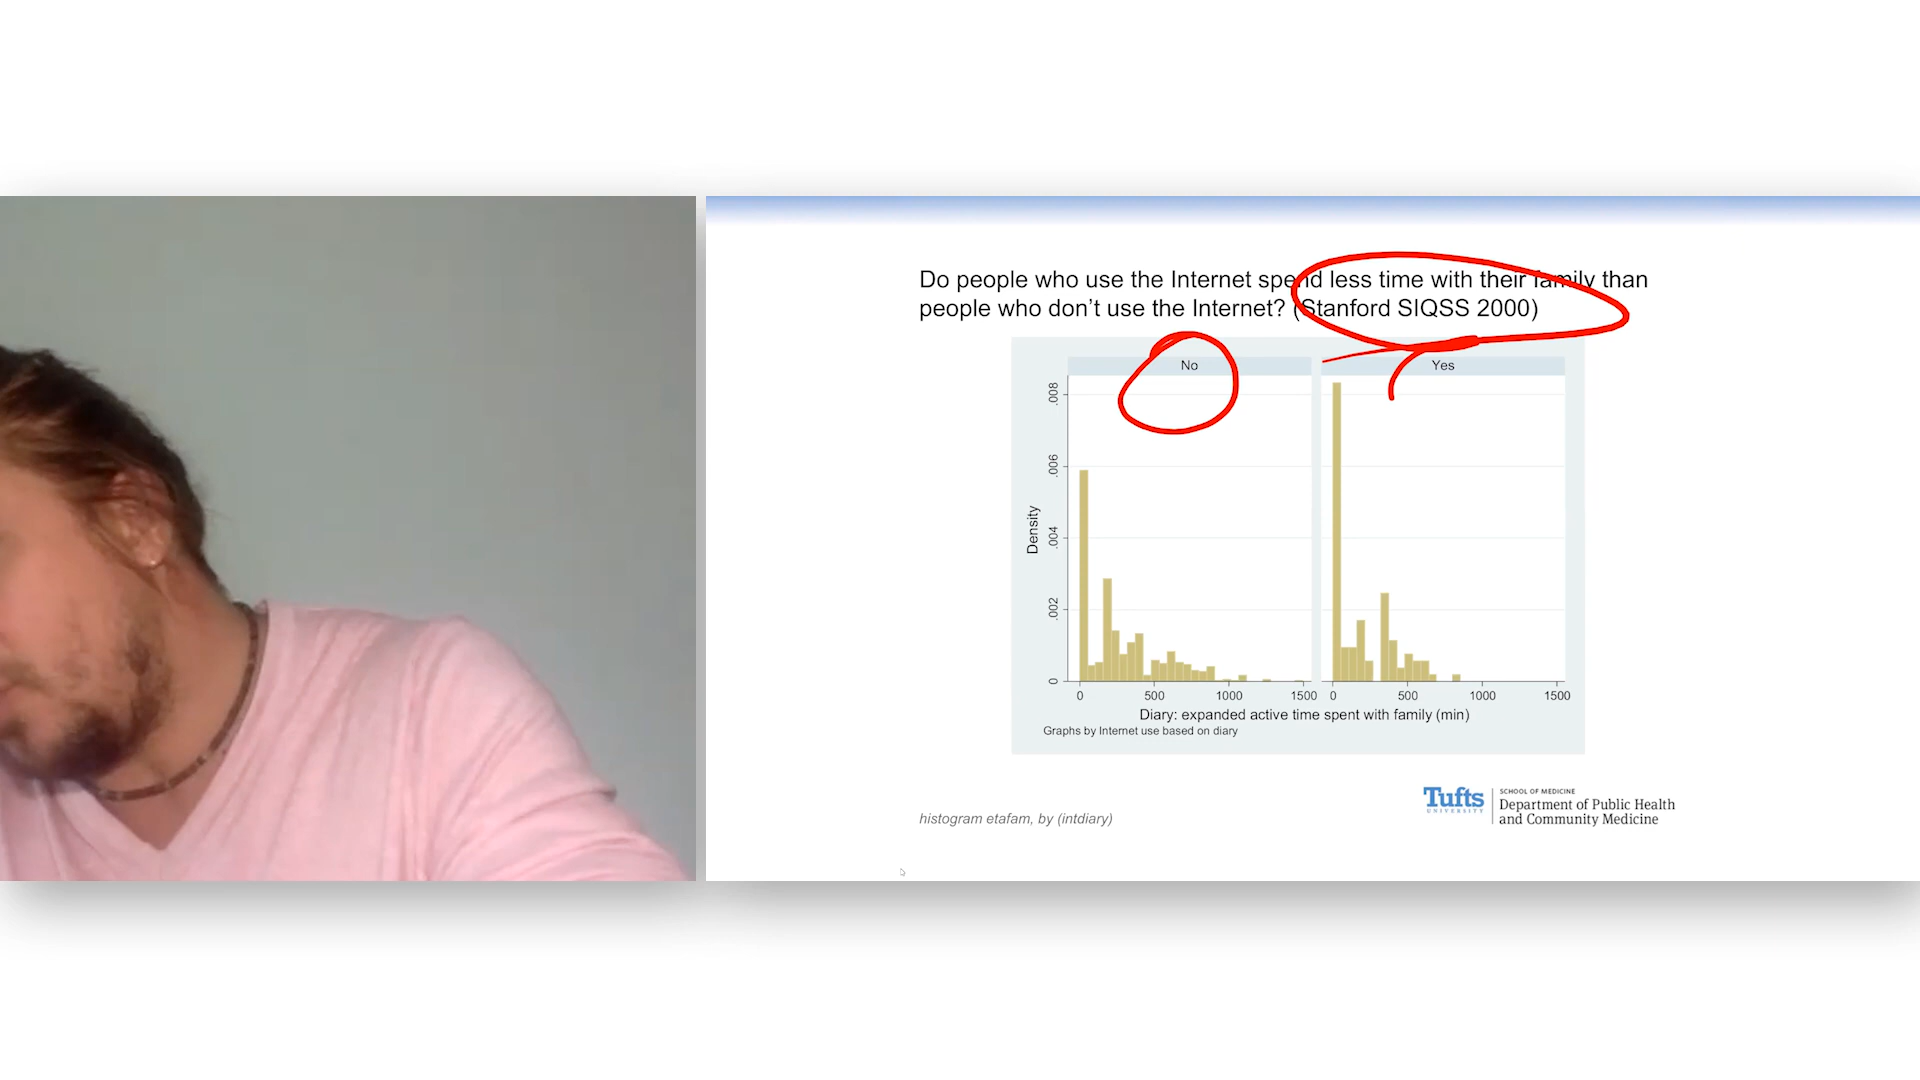 Do people who use the Internet spend less time with their family than
people who don't use the Internet? (Stanford SIQSS 2000)
No
Yes
.008
.006
.004
.002
0
Density
0 500 1000 1500
0 500 1000 1500
Diary: expanded active time spent with family (min)
Graphs by Internet use based on diary
histogram etafam, by (intdiary)
Tufts
UNIVERSITY
SCHOOL OF MEDICINE
Department of Public Health
and Community Medicine